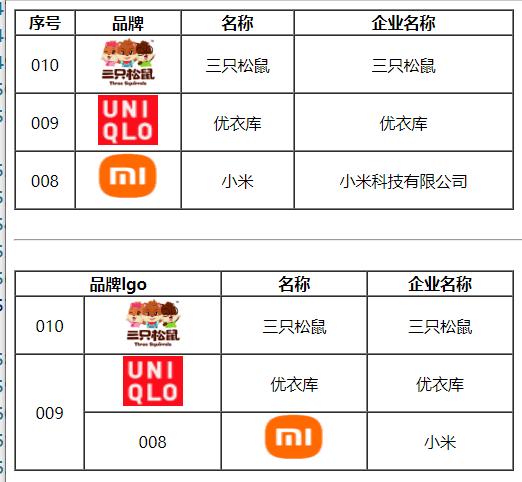 序号 品牌 名称 企业名称
010 三只松鼠 Three Squirrels 三只松鼠 三只松鼠
009 UNIQLO 优衣库 优衣库
008 mi 小米 小米科技有限公司
品牌lgo 名称 企业名称
010 三只松鼠 Three Squirrels 三只松鼠 三只松鼠
009 UNIQLO 优衣库 优衣库
008 mi 小米